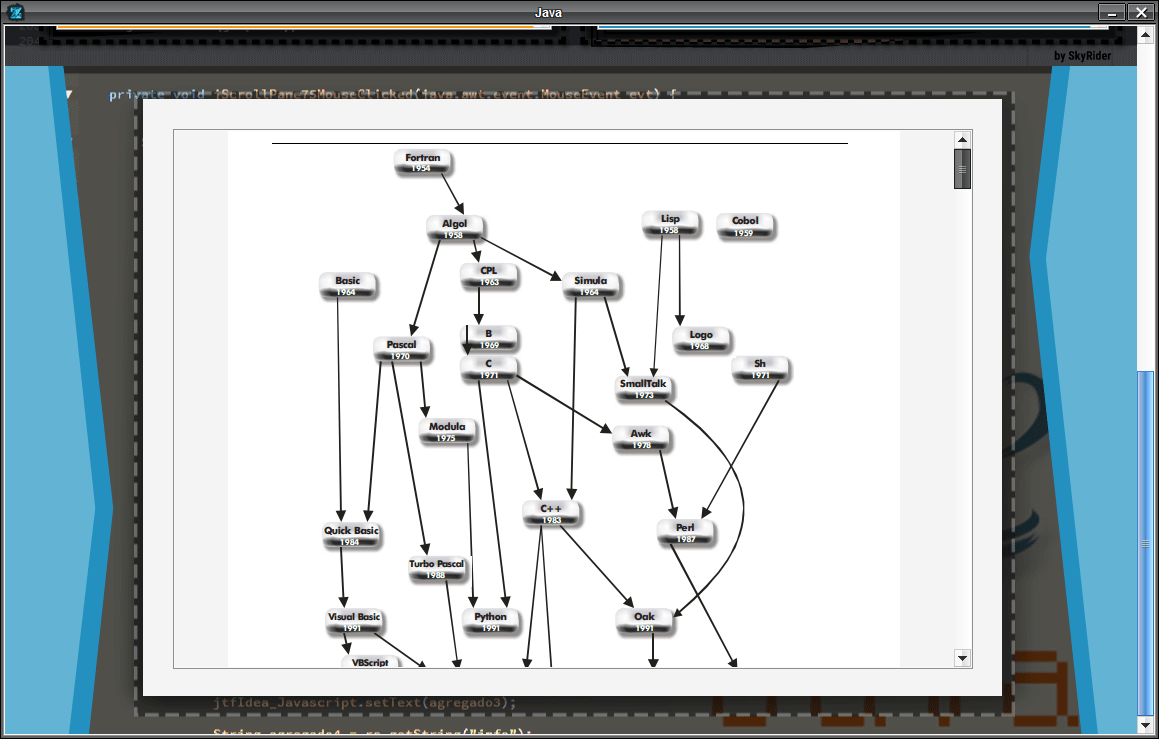 Java
by SkyRider
private void jScrollPane75MouseClicked(java.awt.event.MouseEvent evt) {
Fortran
1954
Algol
1958
Lisp
1958
Cobol
1959
CPL
1963
Basic
1964
Simula
1964
B
1969
Logo
1968
Pascal
1970
C
1971
Sh
1971
SmallTalk
1973
Modula
1975
Awk
1978
C++
1983
Quick Basic
1984
Perl
1987
Turbo Pascal
1988
Visual Basic
1991
Python
1991
Oak
1991
VBScript
jtfIdea_Javascript.setText(agregado3);
String agregado4 = rs.getString("info");